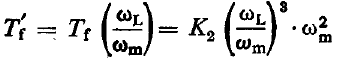 T′_f = T_f (ω_L/ω_m) = K_2 (ω_L/ω_m)^3 · ω_m^2